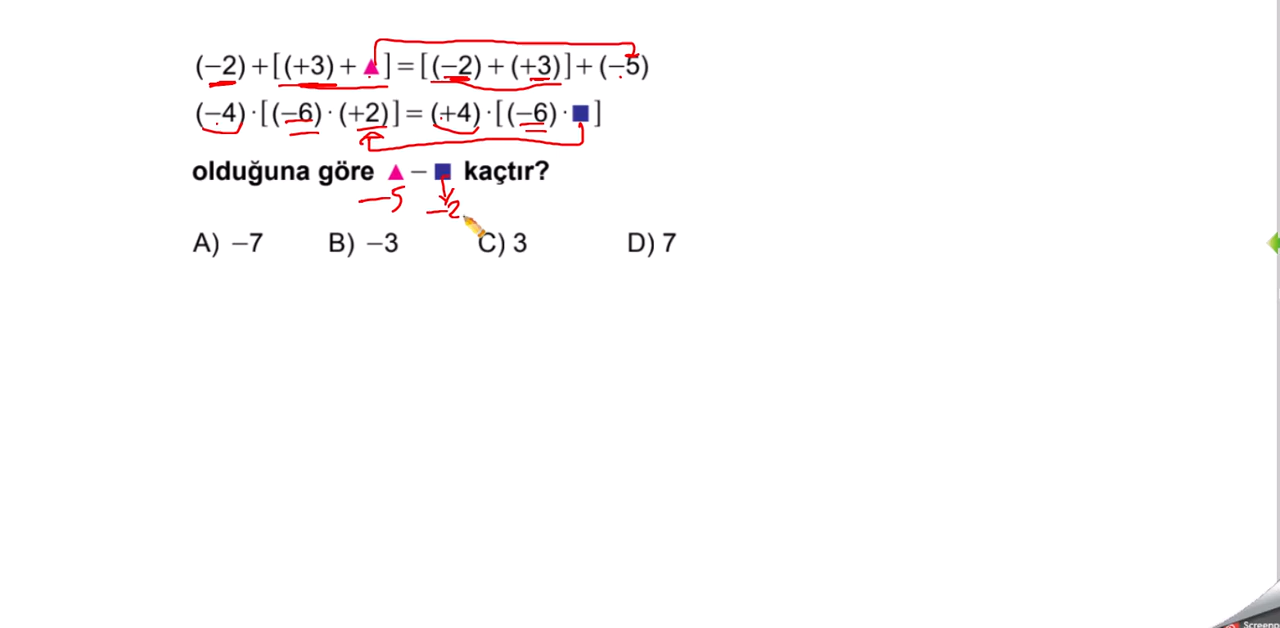 (−2) + [(+3) + ▲] = [(−2) + (+3)] + (−5)
(−4) · [(−6) · (+2)] = (+4) · [(−6) · ■]
olduğuna göre ▲ − ■ kaçtır?
−5 −2
A) −7 B) −3 C) 3 D) 7